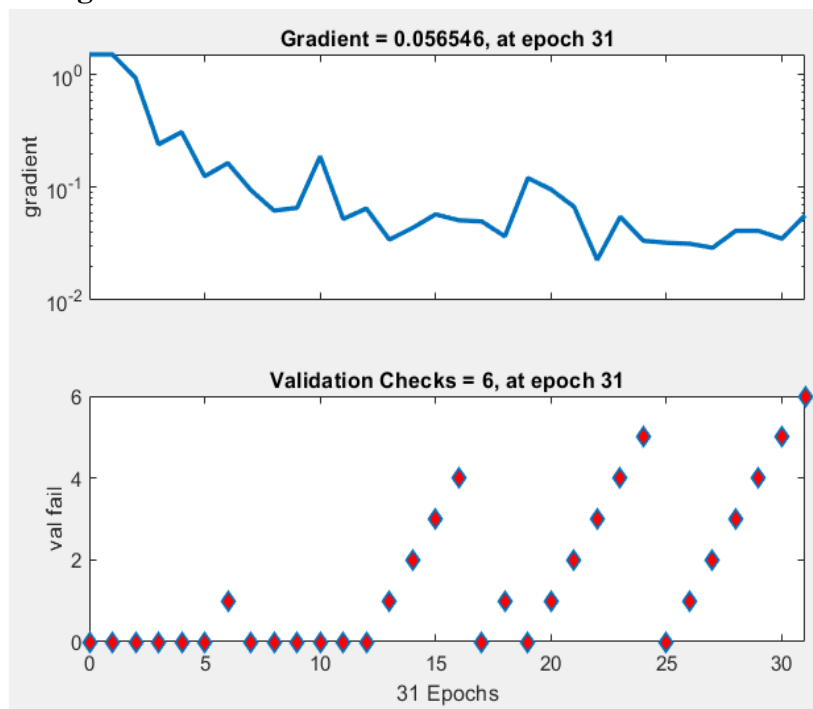 Gradient = 0.056546, at epoch 31
10^0
10^-1
10^-2
gradient
Validation Checks = 6, at epoch 31
6
4
2
0
val fail
0 5 10 15 20 25 30
31 Epochs